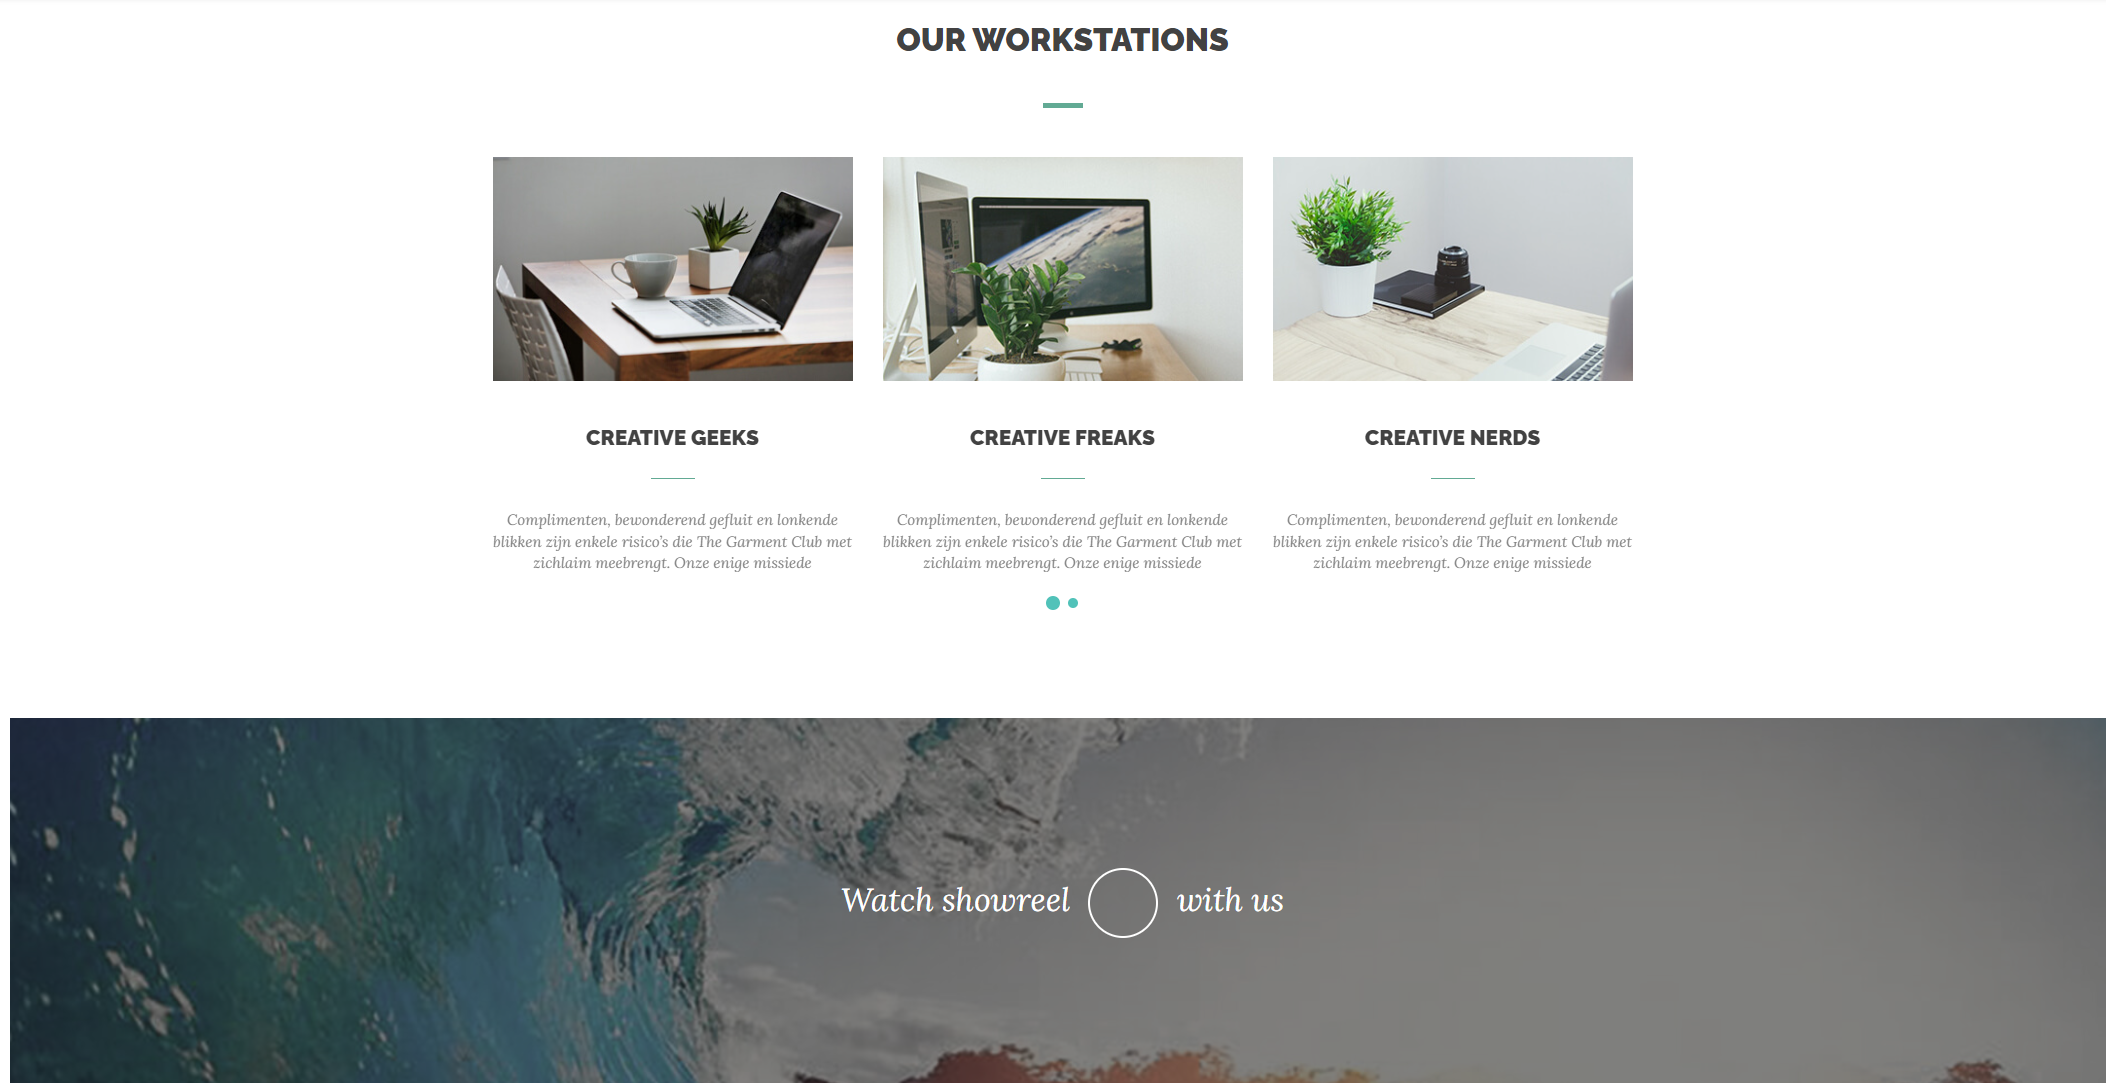 OUR WORKSTATIONS
CREATIVE GEEKS
Complimenten, bewonderend gefluit en lonkende
blikken zijn enkele risico's die The Garment Club met
zichlaim meebrengt. Onze enige missiede
CREATIVE FREAKS
Complimenten, bewonderend gefluit en lonkende
blikken zijn enkele risico's die The Garment Club met
zichlaim meebrengt. Onze enige missiede
CREATIVE NERDS
Complimenten, bewonderend gefluit en lonkende
blikken zijn enkele risico's die The Garment Club met
zichlaim meebrengt. Onze enige missiede
Watch showreel with us